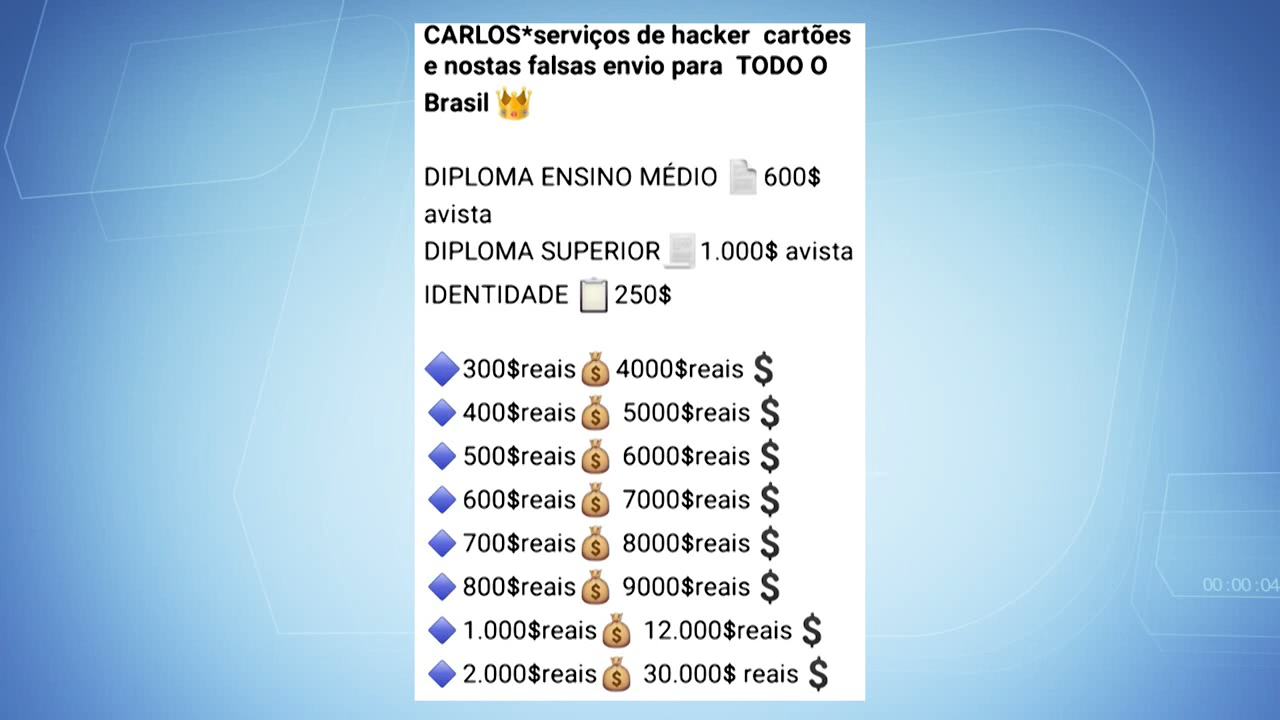 CARLOS*serviços de hacker cartões
e nostas falsas envio para TODO O
Brasil 👑
DIPLOMA ENSINO MÉDIO 📄 600$
avista
DIPLOMA SUPERIOR 📃 1.000$ avista
IDENTIDADE 📋 250$
🔷 300$reais 💰 4000$reais 💲
🔷 400$reais 💰 5000$reais 💲
🔷 500$reais 💰 6000$reais 💲
🔷 600$reais 💰 7000$reais 💲
🔷 700$reais 💰 8000$reais 💲
🔷 800$reais 💰 9000$reais 💲
🔷 1.000$reais 💰 12.000$reais 💲
🔷 2.000$reais 💰 30.000$ reais 💲
00:00:04